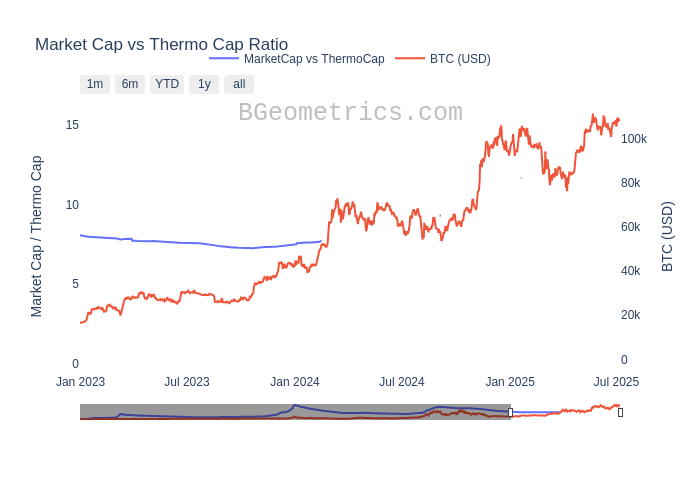 Market Cap vs Thermo Cap Ratio
MarketCap vs ThermoCap
BTC (USD)
1m
6m
YTD
1y
all
BGeometrics.com
15
10
5
0
Market Cap / Thermo Cap
100k
80k
60k
40k
20k
0
BTC (USD)
Jan 2023
Jul 2023
Jan 2024
Jul 2024
Jan 2025
Jul 2025